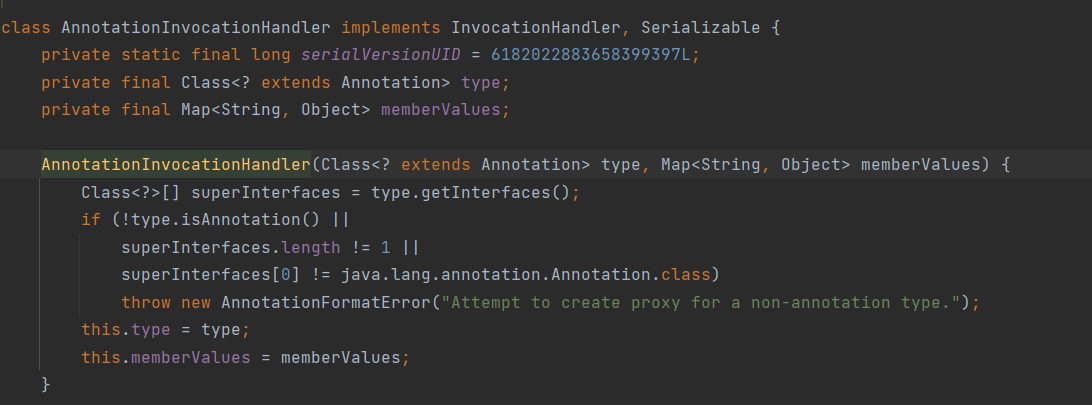 class AnnotationInvocationHandler implements InvocationHandler, Serializable {
    private static final long serialVersionUID = 6182022883658399397L;
    private final Class<? extends Annotation> type;
    private final Map<String, Object> memberValues;

    AnnotationInvocationHandler(Class<? extends Annotation> type, Map<String, Object> memberValues) {
        Class<?>[] superInterfaces = type.getInterfaces();
        if (!type.isAnnotation() ||
            superInterfaces.length != 1 ||
            superInterfaces[0] != java.lang.annotation.Annotation.class)
            throw new AnnotationFormatError("Attempt to create proxy for a non-annotation type.");
        this.type = type;
        this.memberValues = memberValues;
    }